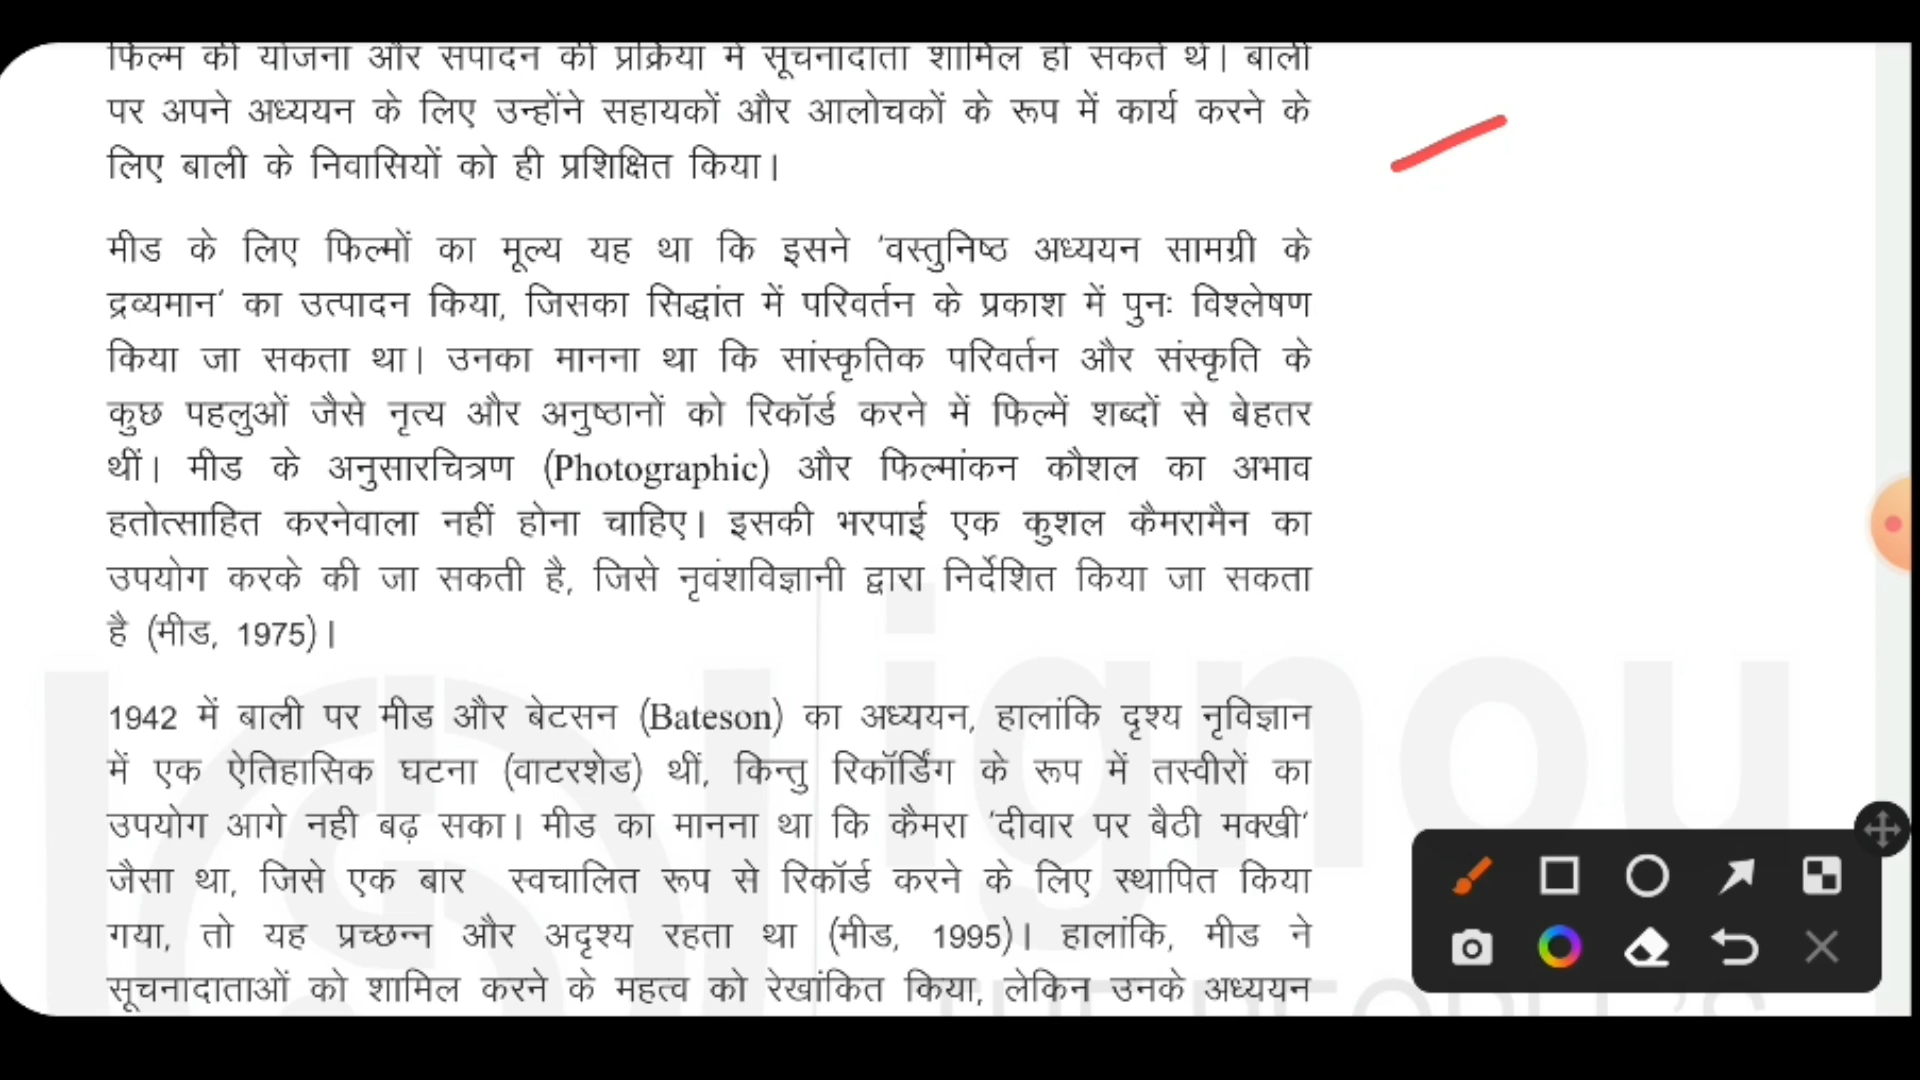 फिल्म की योजना और संपादन की प्रक्रिया में सूचनादाता शामिल हो सकते थे। बाली
पर अपने अध्ययन के लिए उन्होंने सहायकों और आलोचकों के रूप में कार्य करने के
लिए बाली के निवासियों को ही प्रशिक्षित किया।
मीड के लिए फिल्मों का मूल्य यह था कि इसने ‘वस्तुनिष्ठ अध्ययन सामग्री के
द्रव्यमान’ का उत्पादन किया, जिसका सिद्धांत में परिवर्तन के प्रकाश में पुनः विश्लेषण
किया जा सकता था। उनका मानना था कि सांस्कृतिक परिवर्तन और संस्कृति के
कुछ पहलुओं जैसे नृत्य और अनुष्ठानों को रिकॉर्ड करने में फिल्में शब्दों से बेहतर
थीं। मीड के अनुसारचित्रण (Photographic) और फिल्मांकन कौशल का अभाव
हतोत्साहित करनेवाला नहीं होना चाहिए। इसकी भरपाई एक कुशल कैमरामैन का
उपयोग करके की जा सकती है, जिसे नृवंशविज्ञानी द्वारा निर्देशित किया जा सकता
है (मीड, 1975)।
1942 में बाली पर मीड और बेटसन (Bateson) का अध्ययन, हालांकि दृश्य नृविज्ञान
में एक ऐतिहासिक घटना (वाटरशेड) थीं, किन्तु रिकॉर्डिंग के रूप में तस्वीरों का
उपयोग आगे नही बढ़ सका। मीड का मानना था कि कैमरा ‘दीवार पर बैठी मक्खी’
जैसा था, जिसे एक बार स्वचालित रूप से रिकॉर्ड करने के लिए स्थापित किया
गया, तो यह प्रच्छन्न और अदृश्य रहता था (मीड, 1995)। हालांकि, मीड ने
सूचनादाताओं को शामिल करने के महत्व को रेखांकित किया, लेकिन उनके अध्ययन
ignou